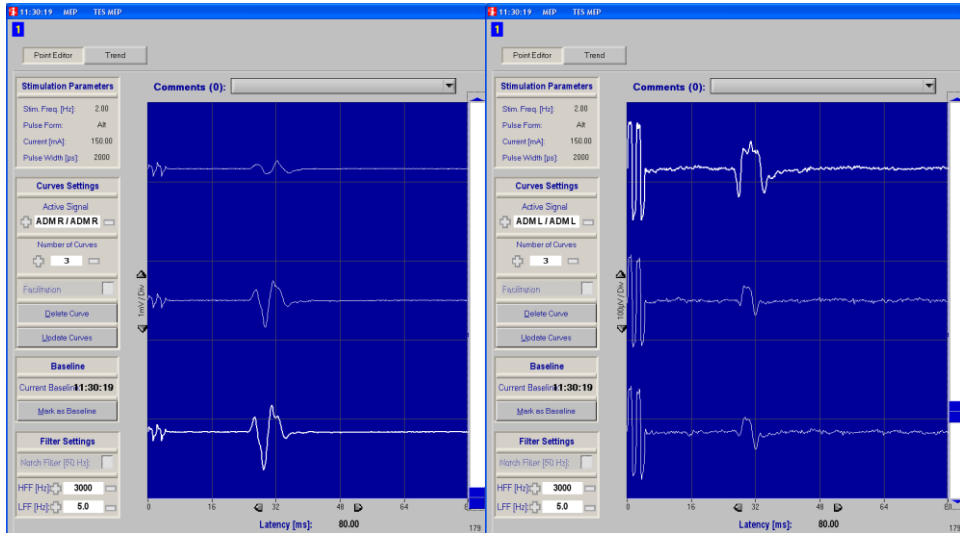 11:30:19 MEP TES MEP
1
Point Editor Trend
Stimulation Parameters
Comments (0):
Stim. Freq. [Hz]: 2.00
Pulse Form: Alt
Current [mA]: 150.00
Pulse Width [ps]: 2000
Curves Settings
Active Signal
ADM R / ADM R
Number of Curves
3
Facilitation
1mV / Div
Delete Curve
Update Curves
Baseline
Current Baselin 11:30:19
Mark as Baseline
Filter Settings
Notch Filter [50 Hz]:
HFF [Hz]: 3000
LFF [Hz]: 5.0
0 16 32 48 64
Latency [ms]: 80.00
179
11:30:19 MEP TES MEP
1
Point Editor Trend
Stimulation Parameters
Comments (0):
Stim. Freq. [Hz]: 2.00
Pulse Form: Alt
Current [mA]: 150.00
Pulse Width [ps]: 2000
Curves Settings
Active Signal
ADM L / ADM L
Number of Curves
3
Facilitation
100µV / Div
Delete Curve
Update Curves
Baseline
Current Baselin 11:30:19
Mark as Baseline
Filter Settings
Notch Filter [50 Hz]:
HFF [Hz]: 3000
LFF [Hz]: 5.0
0 16 32 48 64
Latency [ms]: 80.00
179